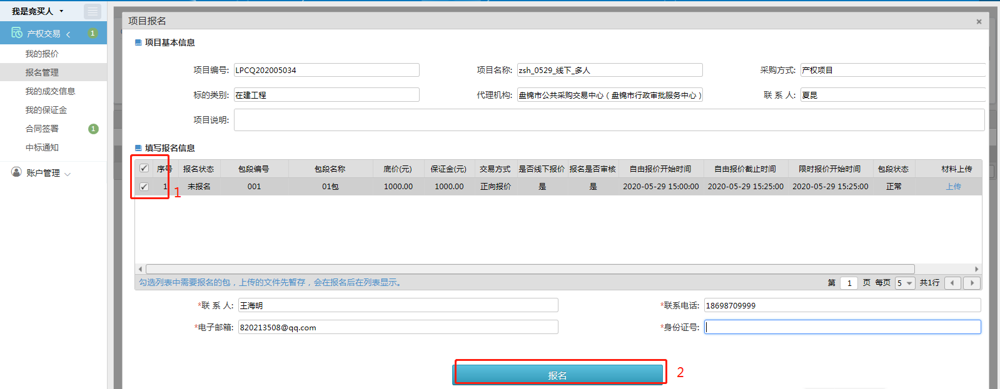 我是竞买人
项目报名
产权交易 1
我的报价
报名管理
我的成交信息
我的保证金
合同签署 1
中标通知
账户管理
项目基本信息
项目编号: LPCQ202005034 项目名称: zsh_0529_线下_多人 采购方式: 产权项目
标的类别: 在建工程 代理机构: 盘锦市公共采购交易中心（盘锦市行政审批服务中心） 联 系 人: 夏昆
项目说明:
填写报名信息
序号 报名状态 包段编号 包段名称 底价(元) 保证金(元) 交易方式 是否线下报价 报名是否审核 自由报价开始时间 自由报价截止时间 限时报价开始时间 包段状态 材料上传
1 未报名 001 01包 1000.00 1000.00 正向报价 是 是 2020-05-29 15:00:00 2020-05-29 15:25:00 2020-05-29 15:25:00 正常 上传
1
勾选列表中需要报名的包，上传的文件先暂存，会在报名后在列表显示。 第 1 页 每页 5 共1行
*联 系 人: 王海明 *联系电话: 18698709999
*电子邮箱: 820213508@qq.com *身份证号:
报名 2